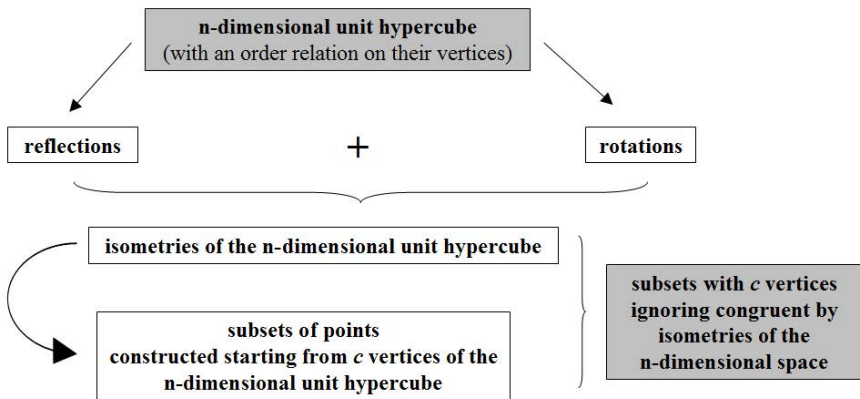 n-dimensional unit hypercube
(with an order relation on their vertices)
reflections
+
rotations
isometries of the n-dimensional unit hypercube
subsets of points
constructed starting from c vertices of the
n-dimensional unit hypercube
subsets with c vertices
ignoring congruent by
isometries of the
n-dimensional space